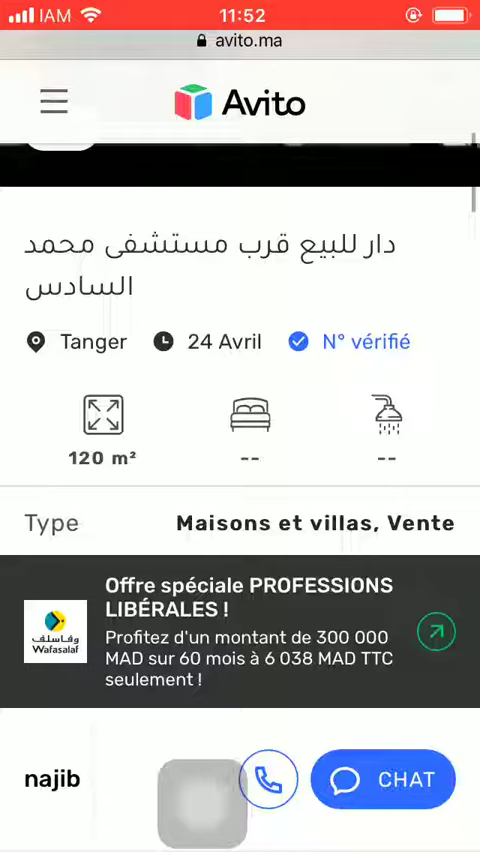 IAM
11:52
avito.ma
Avito
دار للبيع قرب مستشفى محمد
السادس
Tanger
24 Avril
N° vérifié
120 m²
--
--
Type
Maisons et villas, Vente
Offre spéciale PROFESSIONS
LIBÉRALES !
Profitez d'un montant de 300 000
MAD sur 60 mois à 6 038 MAD TTC
seulement !
وفاسلف
Wafasalaf
najib
CHAT